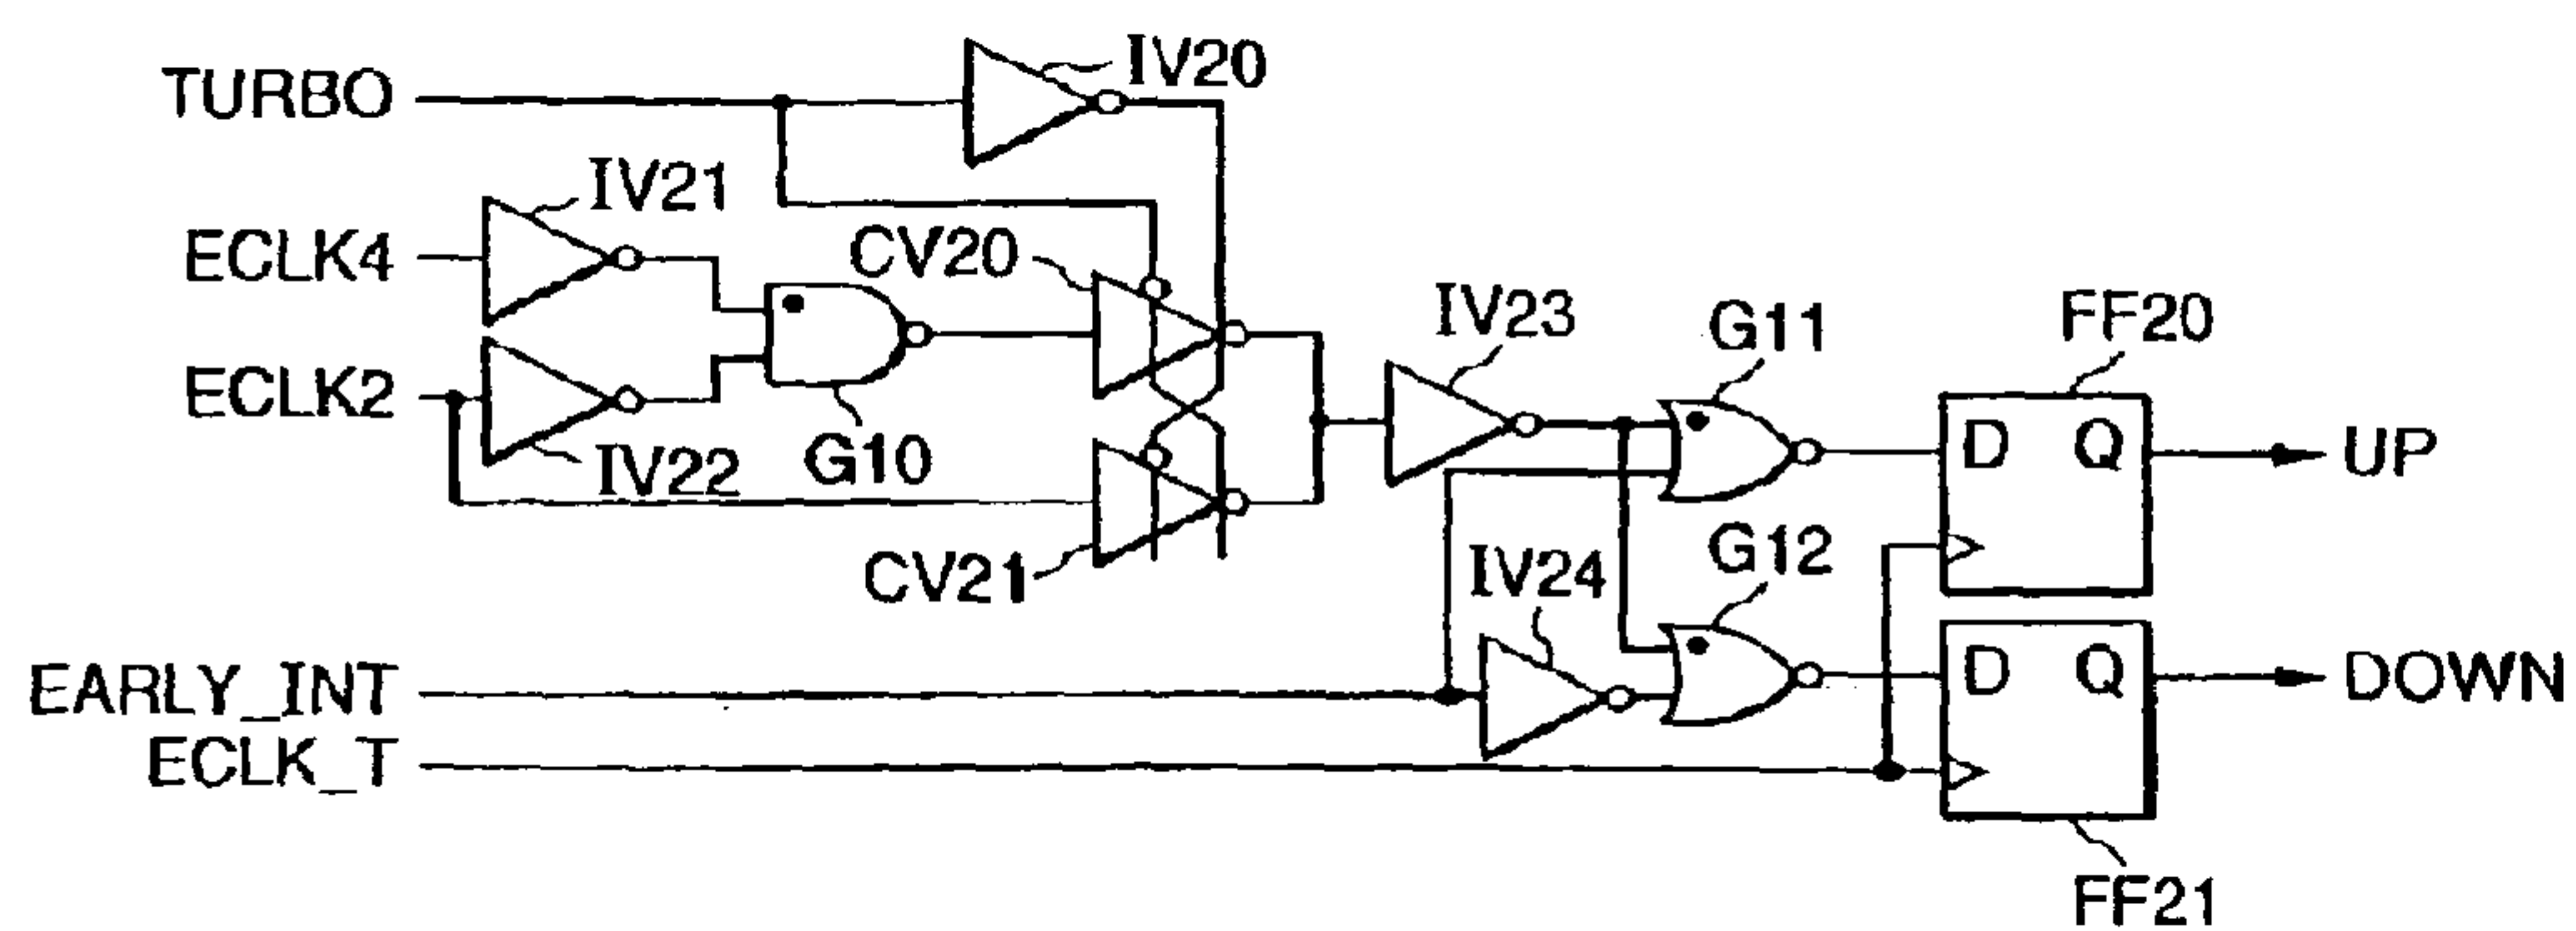 TURBO
IV20
IV21
ECLK4
CV20
IV23
G11
FF20
ECLK2
IV22
G10
D Q
UP
CV21
IV24
G12
EARLY_INT
D Q
DOWN
ECLK_T
FF21